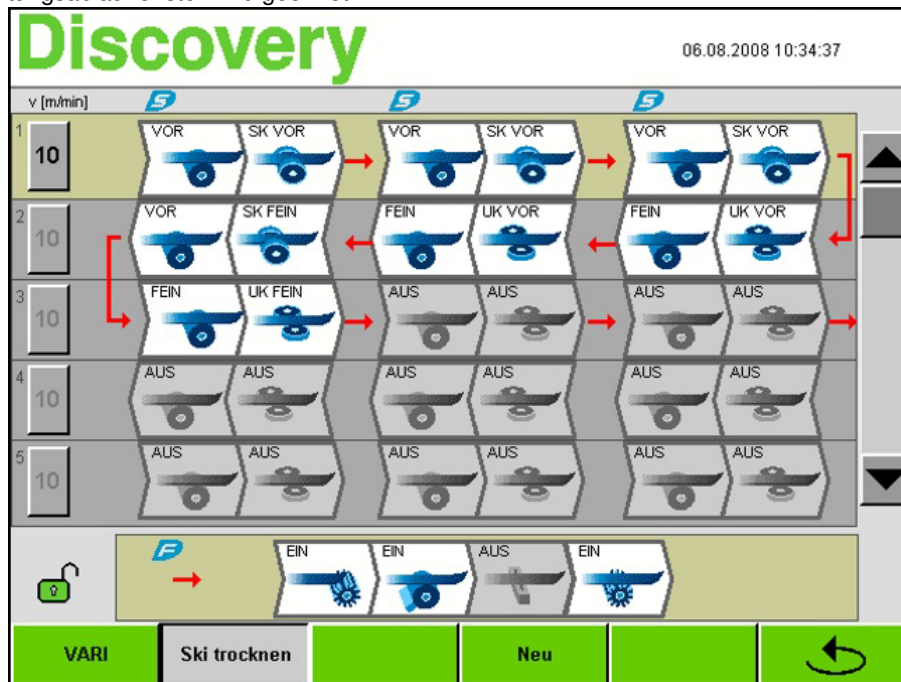 Discovery
06.08.2008 10:34:37
v [m/min] S S S
1 10 VOR SK VOR VOR SK VOR VOR SK VOR
2 10 VOR SK FEIN FEIN UK VOR FEIN UK VOR
3 10 FEIN UK FEIN AUS AUS AUS AUS
4 10 AUS AUS AUS AUS AUS AUS
5 10 AUS AUS AUS AUS AUS AUS
F EIN EIN AUS EIN
VARI Ski trocknen Neu